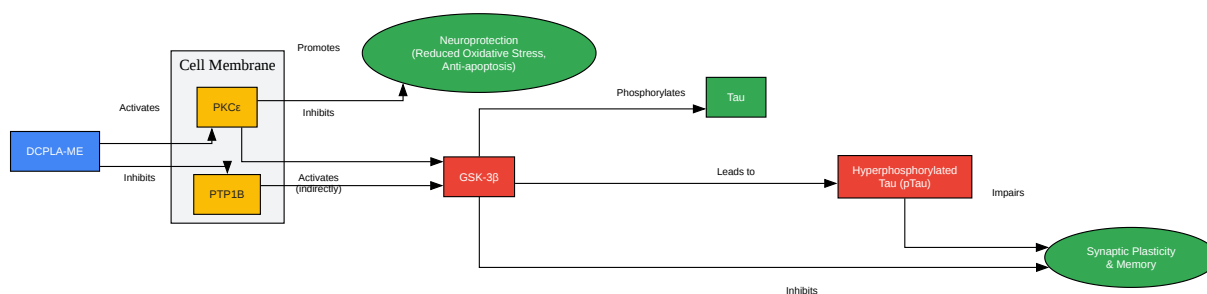 Promotes
Neuroprotection
(Reduced Oxidative Stress,
Anti-apoptosis)
Cell Membrane
PKCε
Activates
Inhibits
Phosphorylates
Tau
DCPLA-ME
Inhibits
PTP1B
Activates
(indirectly)
GSK-3β
Leads to
Hyperphosphorylated
Tau (pTau)
Impairs
Synaptic Plasticity
& Memory
Inhibits